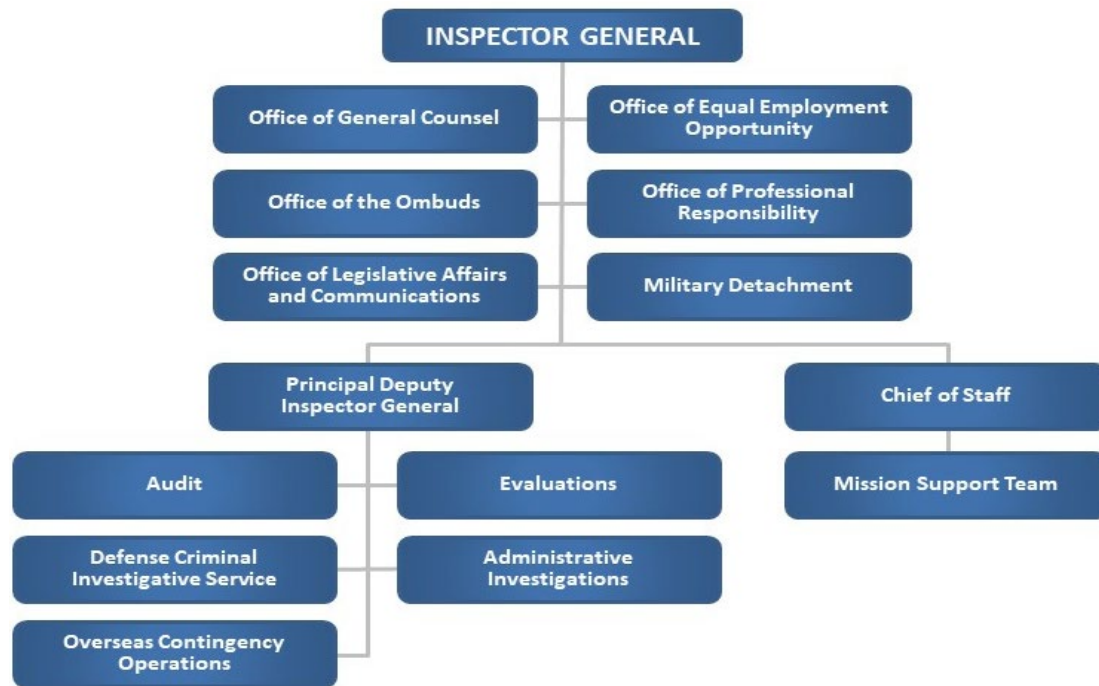 INSPECTOR GENERAL
Office of General Counsel
Office of Equal Employment
Opportunity
Office of the Ombuds
Office of Professional
Responsibility
Office of Legislative Affairs
and Communications
Military Detachment
Principal Deputy
Inspector General
Chief of Staff
Audit
Evaluations
Mission Support Team
Defense Criminal
Investigative Service
Administrative
Investigations
Overseas Contingency
Operations